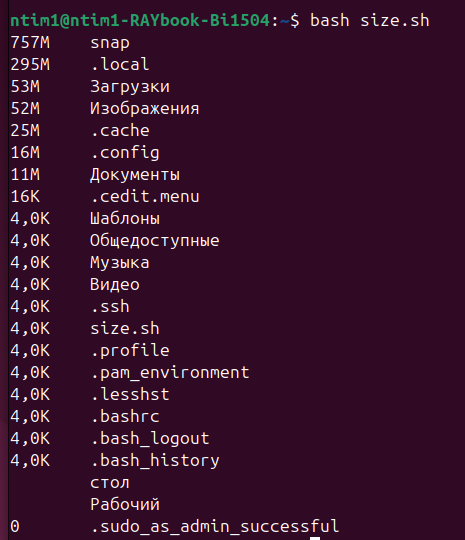 ntim1@ntim1-RAYbook-Bi1504:~$ bash size.sh
757M snap
295M .local
53M Загрузки
52M Изображения
25M .cache
16M .config
11M Документы
16K .cedit.menu
4,0K Шаблоны
4,0K Общедоступные
4,0K Музыка
4,0K Видео
4,0K .ssh
4,0K size.sh
4,0K .profile
4,0K .pam_environment
4,0K .lesshst
4,0K .bashrc
4,0K .bash_logout
4,0K .bash_history
стол
Рабочий
0 .sudo_as_admin_successful